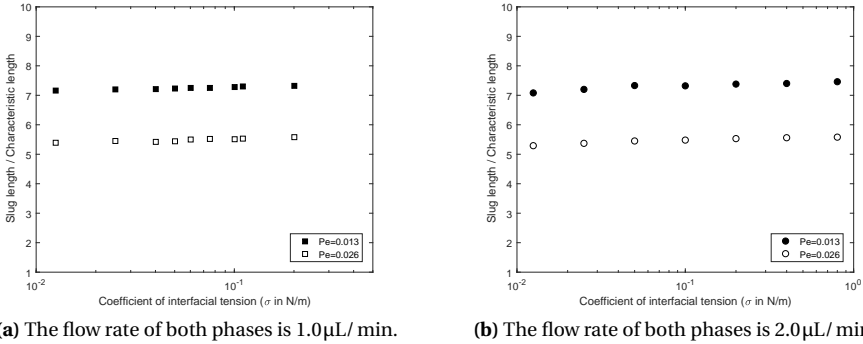 10
9
8
7
6
5
4
3
2
1
Slug length / Characteristic length
Pe=0.013
Pe=0.026
10⁻² 10⁻¹
Coefficient of interfacial tension (σ in N/m)
(a) The flow rate of both phases is 1.0µL/ min.
10
9
8
7
6
5
4
3
2
1
Slug length / Characteristic length
Pe=0.013
Pe=0.026
10⁻² 10⁻¹ 10⁰
Coefficient of interfacial tension (σ in N/m)
(b) The flow rate of both phases is 2.0µL/ min